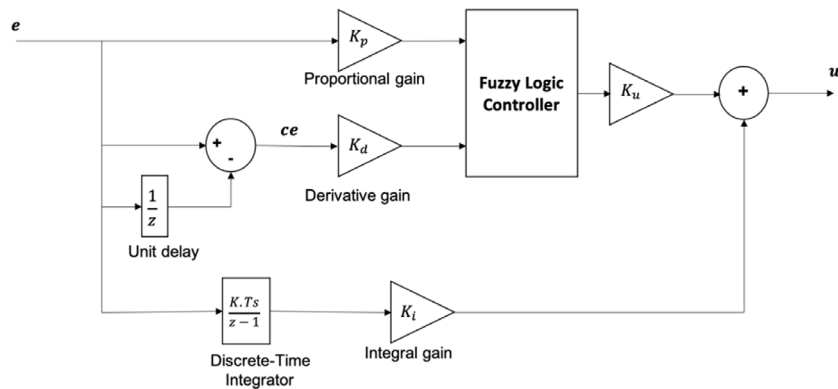 e
K_p
Proportional gain
Fuzzy Logic
Controller
K_u
+
u
+
-
ce
K_d
Derivative gain
1
z
Unit delay
K.Ts
z − 1
Discrete-Time
Integrator
K_i
Integral gain